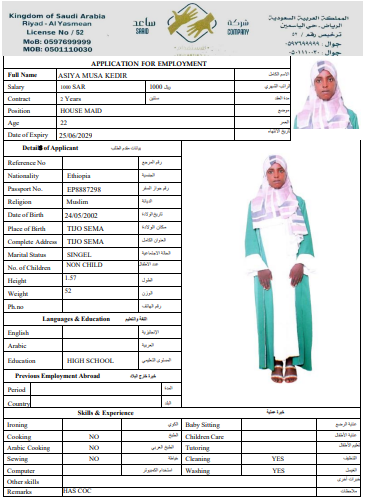 Kingdom of Saudi Arabia
Riyad - Al Yasmean
License No / 52
MoB: 0597899999
MOB: 0501110030
ساعد
SAAID
شركة
COMPANY
المملكة العربية السعودية
الرياض - حي الياسمين
ترخيص رقم / ٥٢
جوال : ٠٥٩٧٨٩٩٩٩٩
جوال : ٠٥٠١١١٠٠٣٠
APPLICATION FOR EMPLOYMENT
Full Name ASIYA MUSA KEDIR الاسم الكامل
Salary 1000 SAR 1000 ريال الراتب الشهري
Contract 2 Years سنتين مدة العقد
Position HOUSE MAID
Age 22 العمر
Date of Expiry 25/06/2029 تاريخ الانتهاء
Details of Applicant بيانات مقدم الطلب
Reference No رقم المرجع
Nationality Ethiopia الجنسية
Passport No. EP8887298 رقم جواز السفر
Religion Muslim الديانة
Date of Birth 24/05/2002 تاريخ الولادة
Place of Birth TIJO SEMA مكان الولادة
Complete Address TIJO SEMA العنوان الكامل
Marital Status SINGEL الحالة الاجتماعية
No. of Children NON CHILD عدد الأطفال
Height 1.57 الطول
Weight 52 الوزن
Ph.no رقم الهاتف
Languages & Education اللغة والتعليم
English الإنجليزية
Arabic العربية
Education HIGH SCHOOL المستوى التعليمي
Previous Employment Abroad خبرة خارج البلاد
Period المدة
Country البلد
Skills & Experience خبرة عملية
Ironing الكوي Baby Sitting عناية الرضع
Cooking NO الطبخ Children Care عناية الأطفال
Arabic Cooking NO الطبخ العربي Tutoring تعليم الأطفال
Sewing NO خياطة Cleaning YES التنظيف
Computer استخدام الكمبيوتر Washing YES الغسيل
Other skills خبرات أخرى
Remarks HAS COC ملاحظات